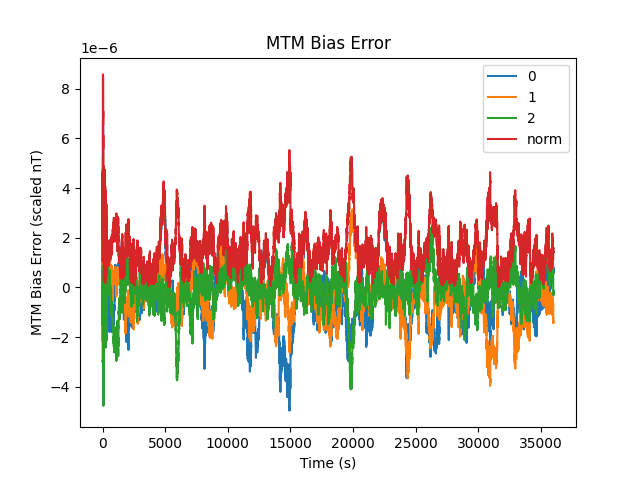 MTM Bias Error
1e−6
8
6
4
2
0
−2
−4
MTM Bias Error (scaled nT)
0
1
2
norm
0 5000 10000 15000 20000 25000 30000 35000
Time (s)